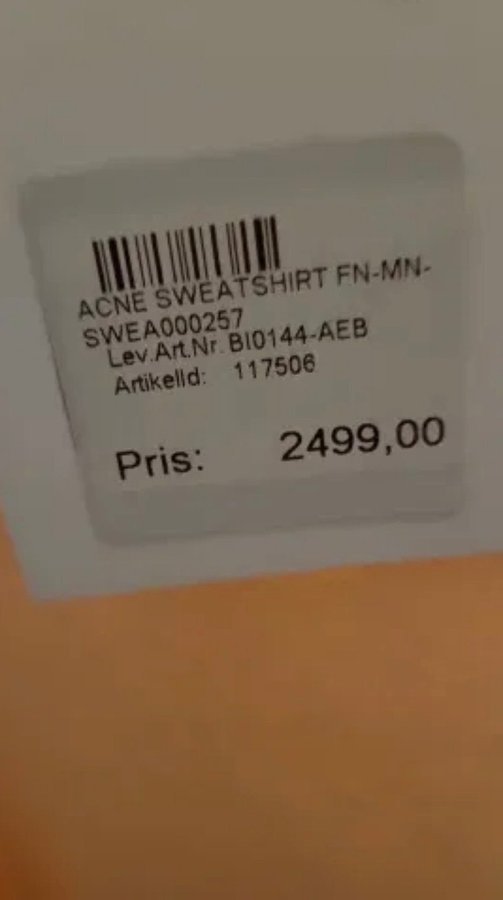 ACNE SWEATSHIRT FN-MN-
SWEA000257
Lev.Art.Nr. BI0144-AEB
ArtikelId: 117506
Pris: 2499,00